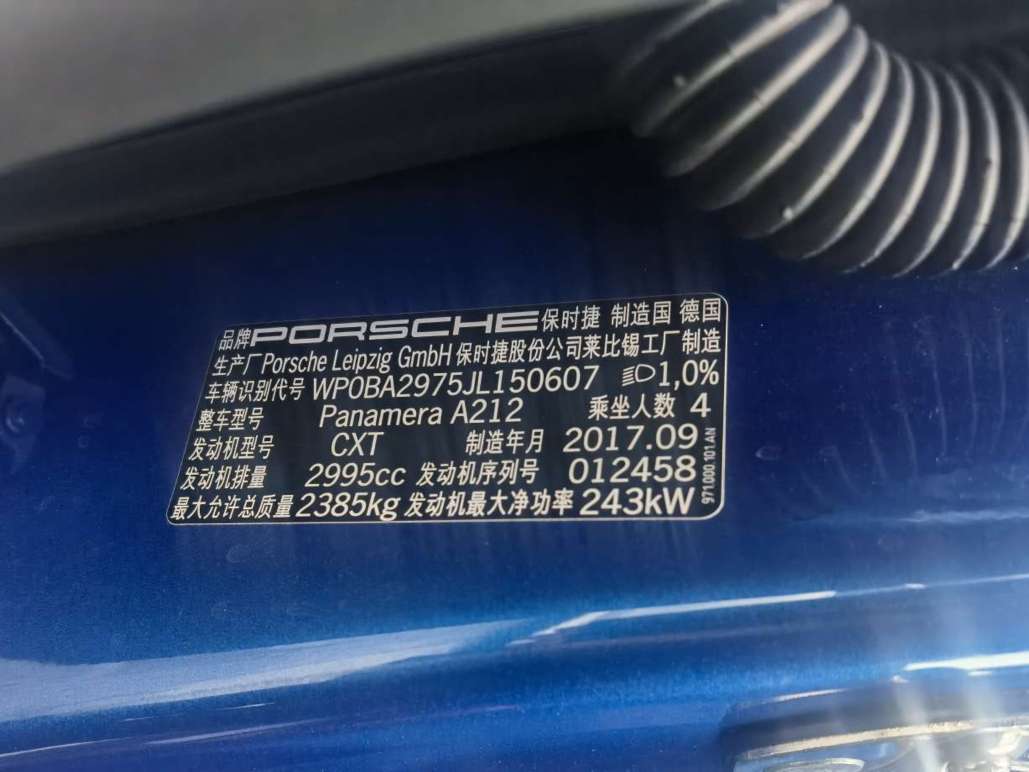 品牌PORSCHE保时捷 制造国 德国
生产厂Porsche Leipzig GmbH 保时捷股份公司莱比锡工厂制造
车辆识别代号 WP0BA2975JL150607 1,0%
整车型号 Panamera A212 乘坐人数 4
发动机型号 CXT 制造年月 2017.09
发动机排量 2995cc 发动机序列号 012458
最大允许总质量 2385kg 发动机最大净功率 243kW
971.000.101.AN